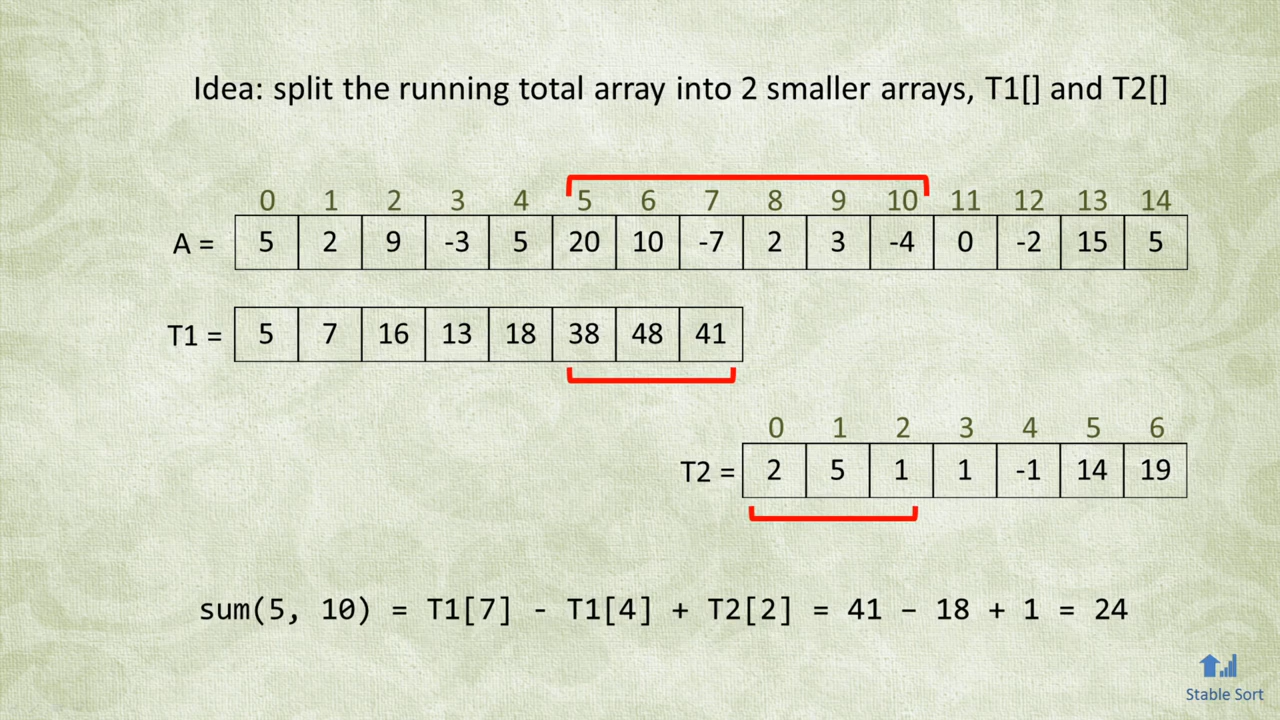 Idea: split the running total array into 2 smaller arrays, T1[] and T2[]
0 1 2 3 4 5 6 7 8 9 10 11 12 13 14
A = 5 2 9 -3 5 20 10 -7 2 3 -4 0 -2 15 5
T1 = 5 7 16 13 18 38 48 41
0 1 2 3 4 5 6
T2 = 2 5 1 1 -1 14 19
sum(5, 10) = T1[7] - T1[4] + T2[2] = 41 – 18 + 1 = 24
Stable Sort